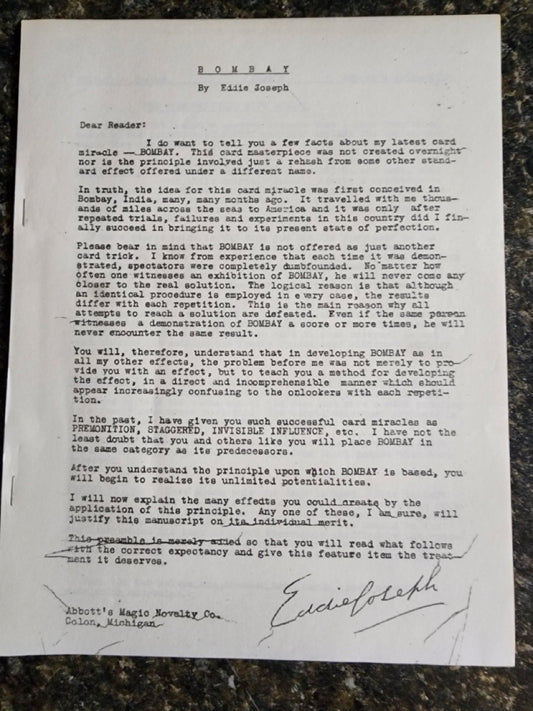 B O M B A Y
By Eddie Joseph
Dear Reader:
I do want to tell you a few facts about my latest card
miracle — BOMBAY. This card masterpiece was not created overnight
nor is the principle involved just a rehash from some other stand-
ard effect offered under a different name.
In truth, the idea for this card miracle was first conceived in
Bombay, India, many, many months ago. It travelled with me thous-
ands of miles across the seas to America and it was only after
repeated trials, failures and experiments in this country did I fin-
ally succeed in bringing it to its present state of perfection.
Please bear in mind that BOMBAY is not offered as just another
card trick. I know from experience that each time it was demon-
strated, spectators were completely dumbfounded. No matter how
often one witnesses an exhibition of BOMBAY, he will never come any
closer to the real solution. The logical reason is that although
an identical procedure is employed in every case, the results
differ with each repetition. This is the main reason why all
attempts to reach a solution are defeated. Even if the same person
witnesses a demonstration of BOMBAY a score or more times, he will
never encounter the same result.
You will, therefore, understand that in developing BOMBAY as in
all my other effects, the problem before me was not merely to pro-
vide you with an effect, but to teach you a method for developing
the effect, in a direct and incomprehensible manner which should
appear increasingly confusing to the onlookers with each repeti-
tion.
In the past, I have given you such successful card miracles as
PREMONITION, STAGGERED, INVISIBLE INFLUENCE, etc. I have not the
least doubt that you and others like you will place BOMBAY in
the same category as its predecessors.
After you understand the principle upon which BOMBAY is based, you
will begin to realize its unlimited potentialities.
I will now explain the many effects you could create by the
application of this principle. Any one of these, I am sure, will
justify this manuscript on its individual merit.
This preamble is merely aimed so that you will read what follows
with the correct expectancy and give this feature item the treat-
ment it deserves.
Eddie Joseph
Abbott's Magic Novelty Co.
Colon, Michigan